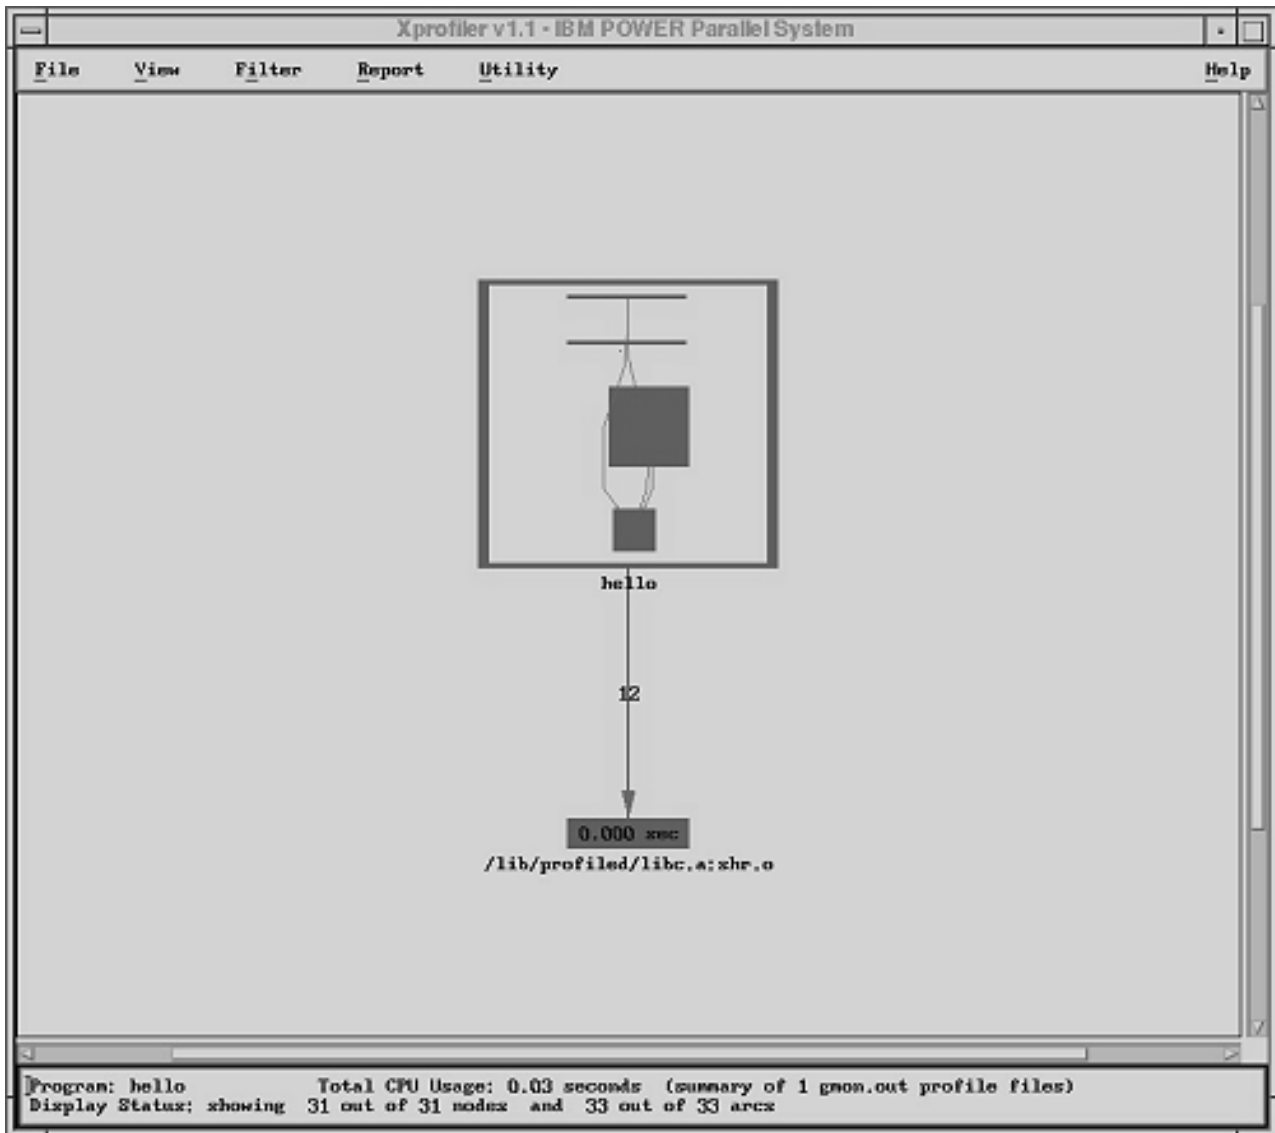 Xprofiler v1.1 - IBM POWER Parallel System
File View Filter Report Utility Help
hello
12
0.000 sec
/lib/profiled/libc.a:shr.o
Program: hello Total CPU Usage: 0.03 seconds (summary of 1 gmon.out profile files)
Display Status: showing 31 out of 31 nodes and 33 out of 33 arcs